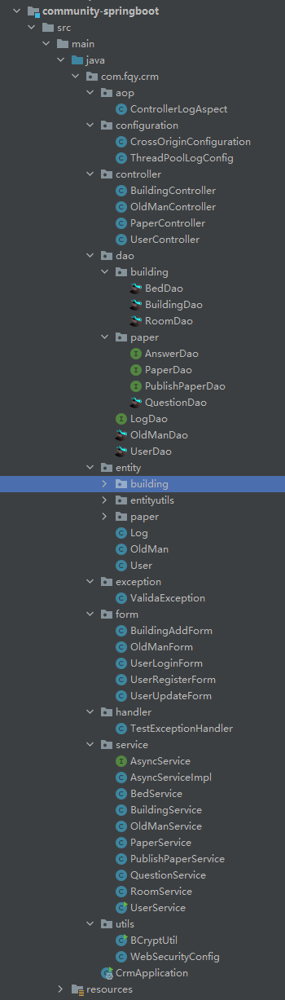 community-springboot
src
main
java
com.fqy.crm
aop
ControllerLogAspect
configuration
CrossOriginConfiguration
ThreadPoolLogConfig
controller
BuildingController
OldManController
PaperController
UserController
dao
building
BedDao
BuildingDao
RoomDao
paper
AnswerDao
PaperDao
PublishPaperDao
QuestionDao
LogDao
OldManDao
UserDao
entity
building
entityutils
paper
Log
OldMan
User
exception
ValidaException
form
BuildingAddForm
OldManForm
UserLoginForm
UserRegisterForm
UserUpdateForm
handler
TestExceptionHandler
service
AsyncService
AsyncServiceImpl
BedService
BuildingService
OldManService
PaperService
PublishPaperService
QuestionService
RoomService
UserService
utils
BCryptUtil
WebSecurityConfig
CrmApplication
resources